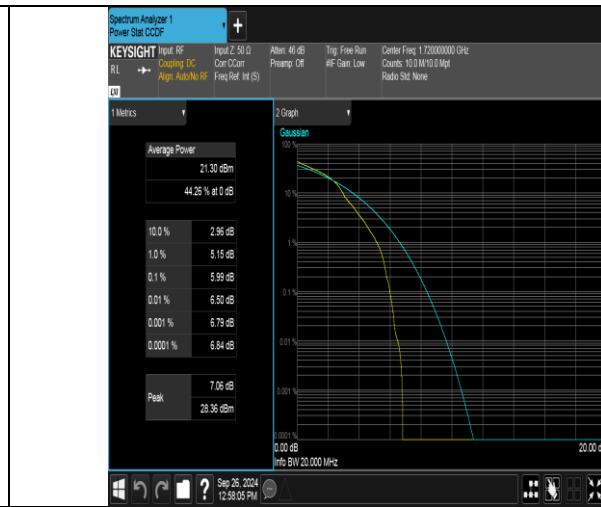 Spectrum Analyzer 1
Power Stat CCDF
KEYSIGHT
RL
LXI
Input: RF
Coupling: DC
Align: Auto/No RF
Input Z: 50 Ω
Corr CCorr
Freq Ref: Int (S)
Atten: 46 dB
Preamp: Off
Trig: Free Run
#IF Gain: Low
Center Freq: 1.720000000 GHz
Counts: 10.0 M/10.0 Mpt
Radio Std: None
1 Metrics
Average Power
21.30 dBm
44.26 % at 0 dB
10.0 % 2.96 dB
1.0 % 5.15 dB
0.1 % 5.99 dB
0.01 % 6.50 dB
0.001 % 6.79 dB
0.0001 % 6.84 dB
Peak
7.06 dB
28.36 dBm
2 Graph
Gaussian
100 %
10 %
1 %
0.1 %
0.01 %
0.001 %
0.0001 %
0.00 dB
20.00 d
Info BW 20.000 MHz
?
Sep 26, 2024
12:58:05 PM